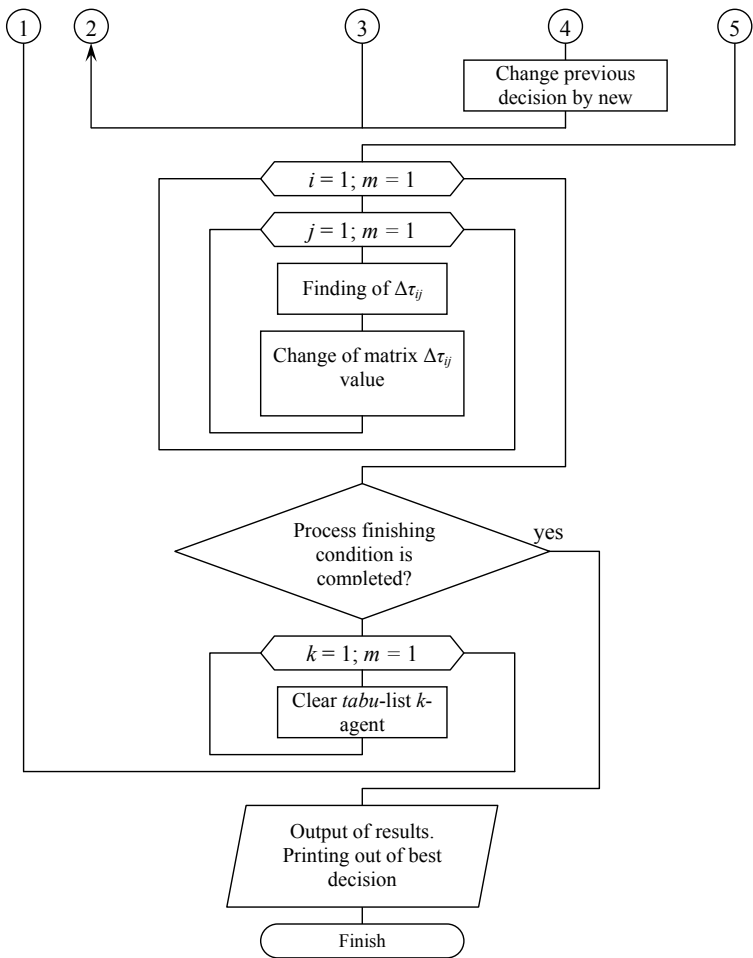 1 2 3 4 5
Change previous
decision by new
i = 1; m = 1
j = 1; m = 1
Finding of Δτij
Change of matrix Δτij
value
Process finishing
condition is
completed?
yes
k = 1; m = 1
Clear tabu-list k-
agent
Output of results.
Printing out of best
decision
Finish